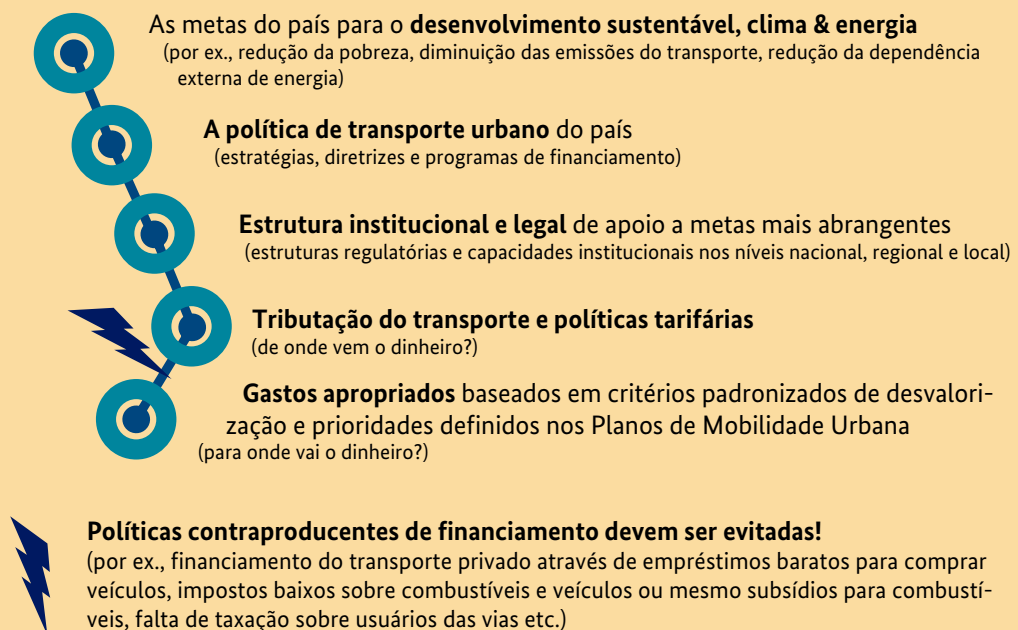 As metas do país para o desenvolvimento sustentável, clima & energia
(por ex., redução da pobreza, diminuição das emissões do transporte, redução da dependência
externa de energia)
A política de transporte urbano do país
(estratégias, diretrizes e programas de financiamento)
Estrutura institucional e legal de apoio a metas mais abrangentes
(estruturas regulatórias e capacidades institucionais nos níveis nacional, regional e local)
Tributação do transporte e políticas tarifárias
(de onde vem o dinheiro?)
Gastos apropriados baseados em critérios padronizados de desvalori-
zação e prioridades definidos nos Planos de Mobilidade Urbana
(para onde vai o dinheiro?)
Políticas contraproducentes de financiamento devem ser evitadas!
(por ex., financiamento do transporte privado através de empréstimos baratos para comprar
veículos, impostos baixos sobre combustíveis e veículos ou mesmo subsídios para combustí-
veis, falta de taxação sobre usuários das vias etc.)